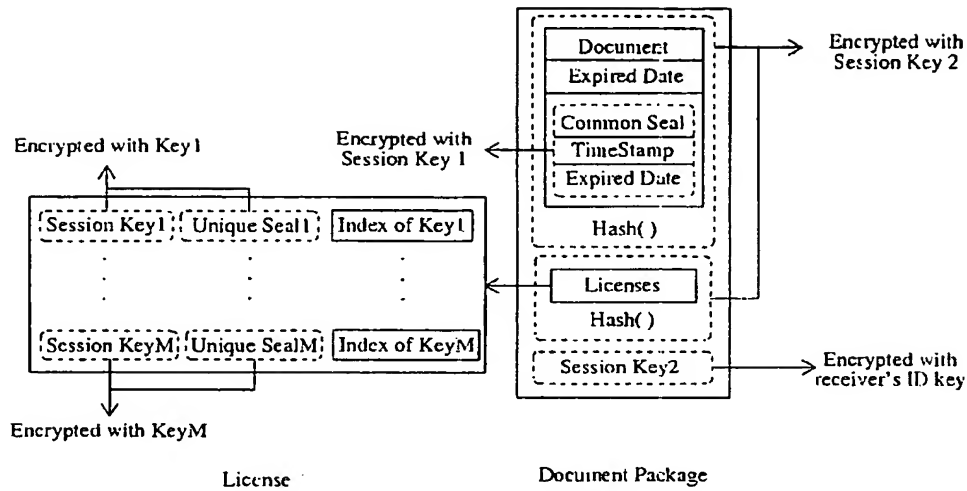 Document
Encrypted with
Session Key 2
Expired Date
Common Seal
Encrypted with Key1
Encrypted with
Session Key 1
TimeStamp
Expired Date
Session Key1
Unique Seal1
Index of Key1
Hash( )
Licenses
Hash( )
Session KeyM
Unique SealM
Index of KeyM
Session Key2
Encrypted with
receiver's ID key
Encrypted with KeyM
License
Document Package